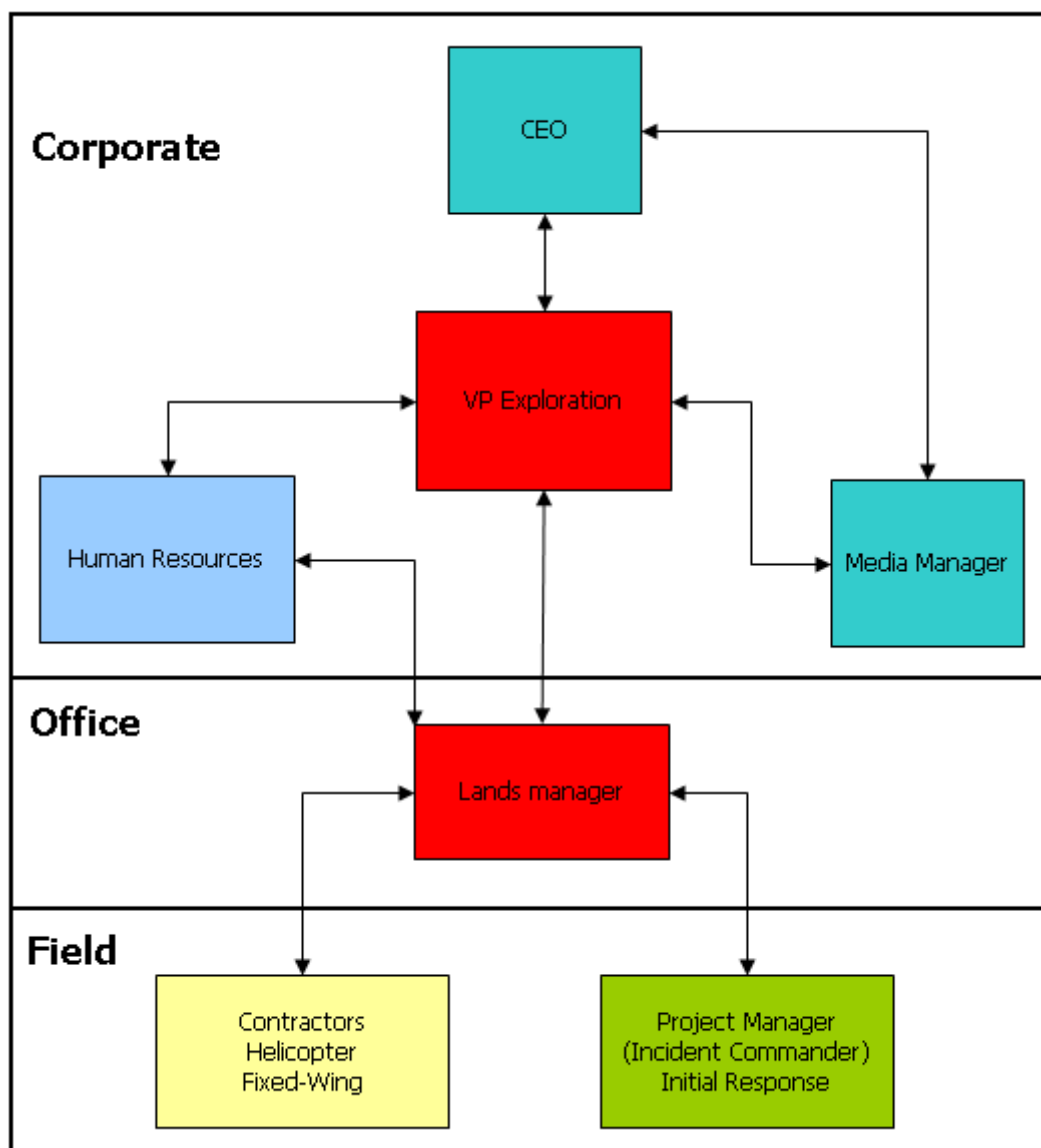 Corporate
CEO
VP Exploration
Human Resources
Media Manager
Office
Lands manager
Field
Contractors
Helicopter
Fixed-Wing
Project Manager
(Incident Commander)
Initial Response